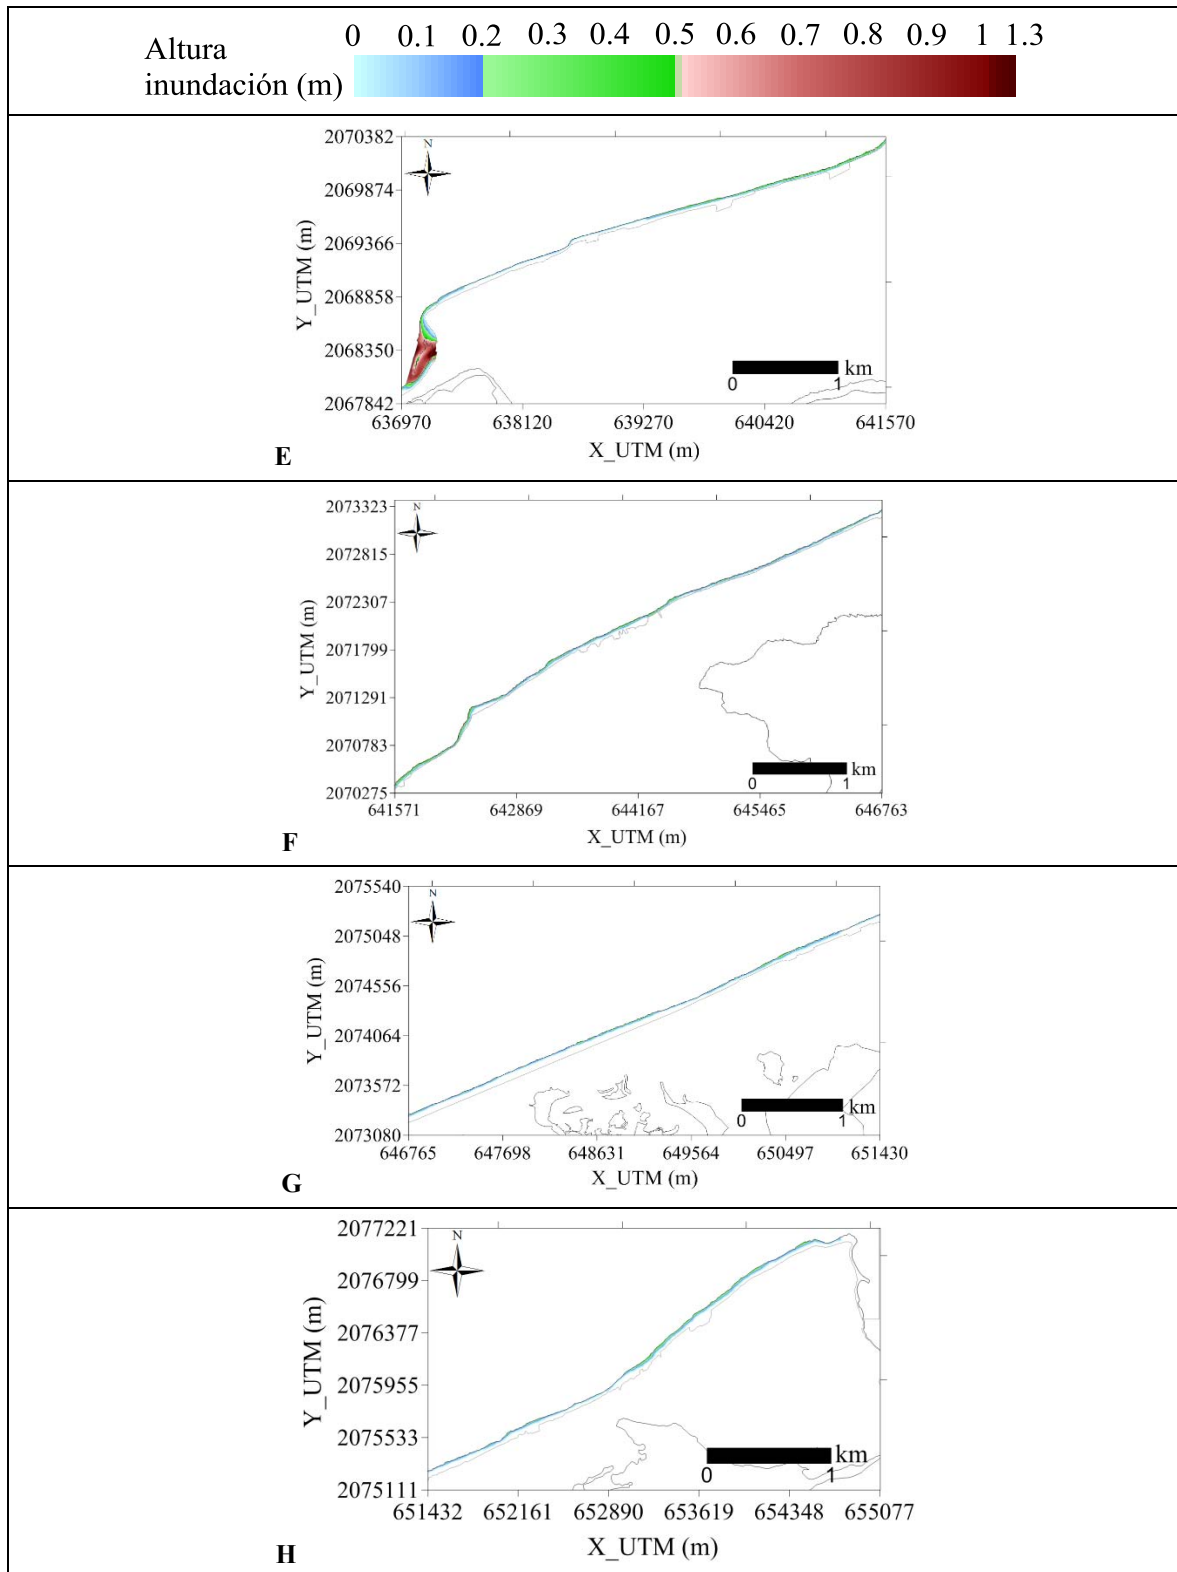 0 0.1 0.2 0.3 0.4 0.5 0.6 0.7 0.8 0.9 1 1.3
Altura
inundación (m)
2070382
2069874
2069366
2068858
2068350
2067842
Y_UTM (m)
N
km
0 1
636970 638120 639270 640420 641570
X_UTM (m)
E
2073323
2072815
2072307
2071799
2071291
2070783
2070275
Y_UTM (m)
N
km
0 1
641571 642869 644167 645465 646763
X_UTM (m)
F
2075540
2075048
2074556
2074064
2073572
2073080
Y_UTM (m)
N
km
0 1
646765 647698 648631 649564 650497 651430
X_UTM (m)
G
2077221
2076799
2076377
2075955
2075533
2075111
Y_UTM (m)
N
km
0 1
651432 652161 652890 653619 654348 655077
X_UTM (m)
H